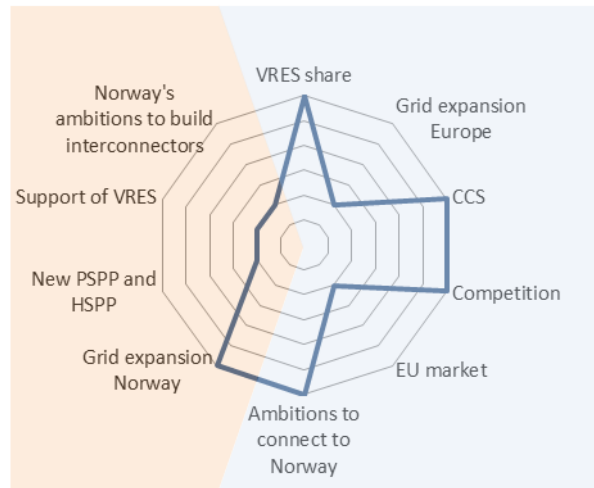 VRES share
Grid expansion
Europe
CCS
Competition
EU market
Ambitions to
connect to
Norway
Grid expansion
Norway
New PSPP and
HSPP
Support of VRES
Norway's
ambitions to build
interconnectors